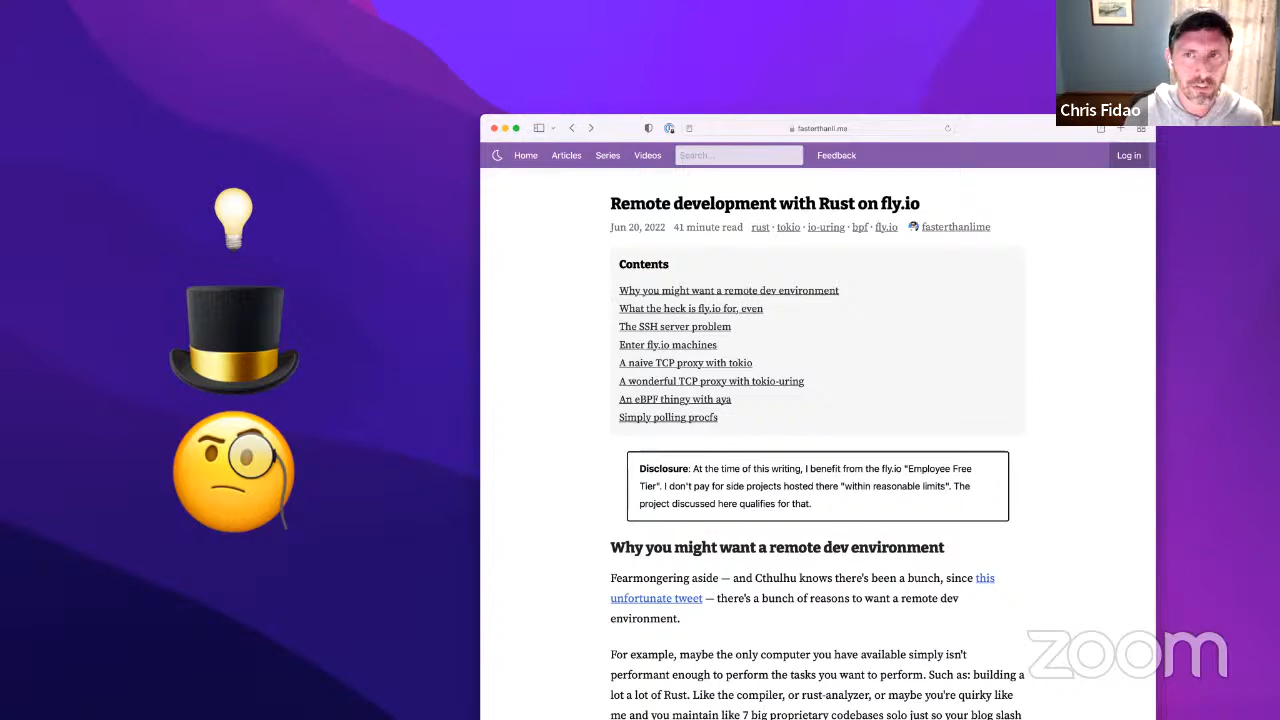 Chris Fidao
fasterthanli.me
Home Articles Series Videos Search... Feedback Log in
Remote development with Rust on fly.io
Jun 20, 2022 41 minute read rust · tokio · io-uring · bpf · fly.io fasterthanlime
Contents
Why you might want a remote dev environment
What the heck is fly.io for, even
The SSH server problem
Enter fly.io machines
A naive TCP proxy with tokio
A wonderful TCP proxy with tokio-uring
An eBPF thingy with aya
Simply polling procfs
Disclosure: At the time of this writing, I benefit from the fly.io "Employee Free
Tier". I don't pay for side projects hosted there "within reasonable limits". The
project discussed here qualifies for that.
Why you might want a remote dev environment
Fearmongering aside — and Cthulhu knows there's been a bunch, since this
unfortunate tweet — there's a bunch of reasons to want a remote dev
environment.
For example, maybe the only computer you have available simply isn't
performant enough to perform the tasks you want to perform. Such as: building a
lot a lot of Rust. Like the compiler, or rust-analyzer, or maybe you're quirky like
me and you maintain like 7 big proprietary codebases solo just so your blog slash
zoom